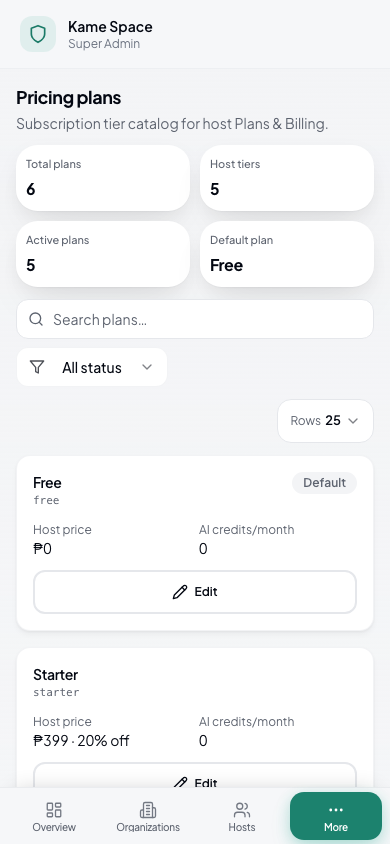 Kame Space
Super Admin
Pricing plans
Subscription tier catalog for host Plans & Billing.
Total plans
6
Host tiers
5
Active plans
5
Default plan
Free
Search plans...
All status
Rows 25
Free
Default
free
Host price
₱0
AI credits/month
0
Edit
Starter
starter
Host price
₱399 · 20% off
AI credits/month
0
Edit
Overview
Organizations
Hosts
More